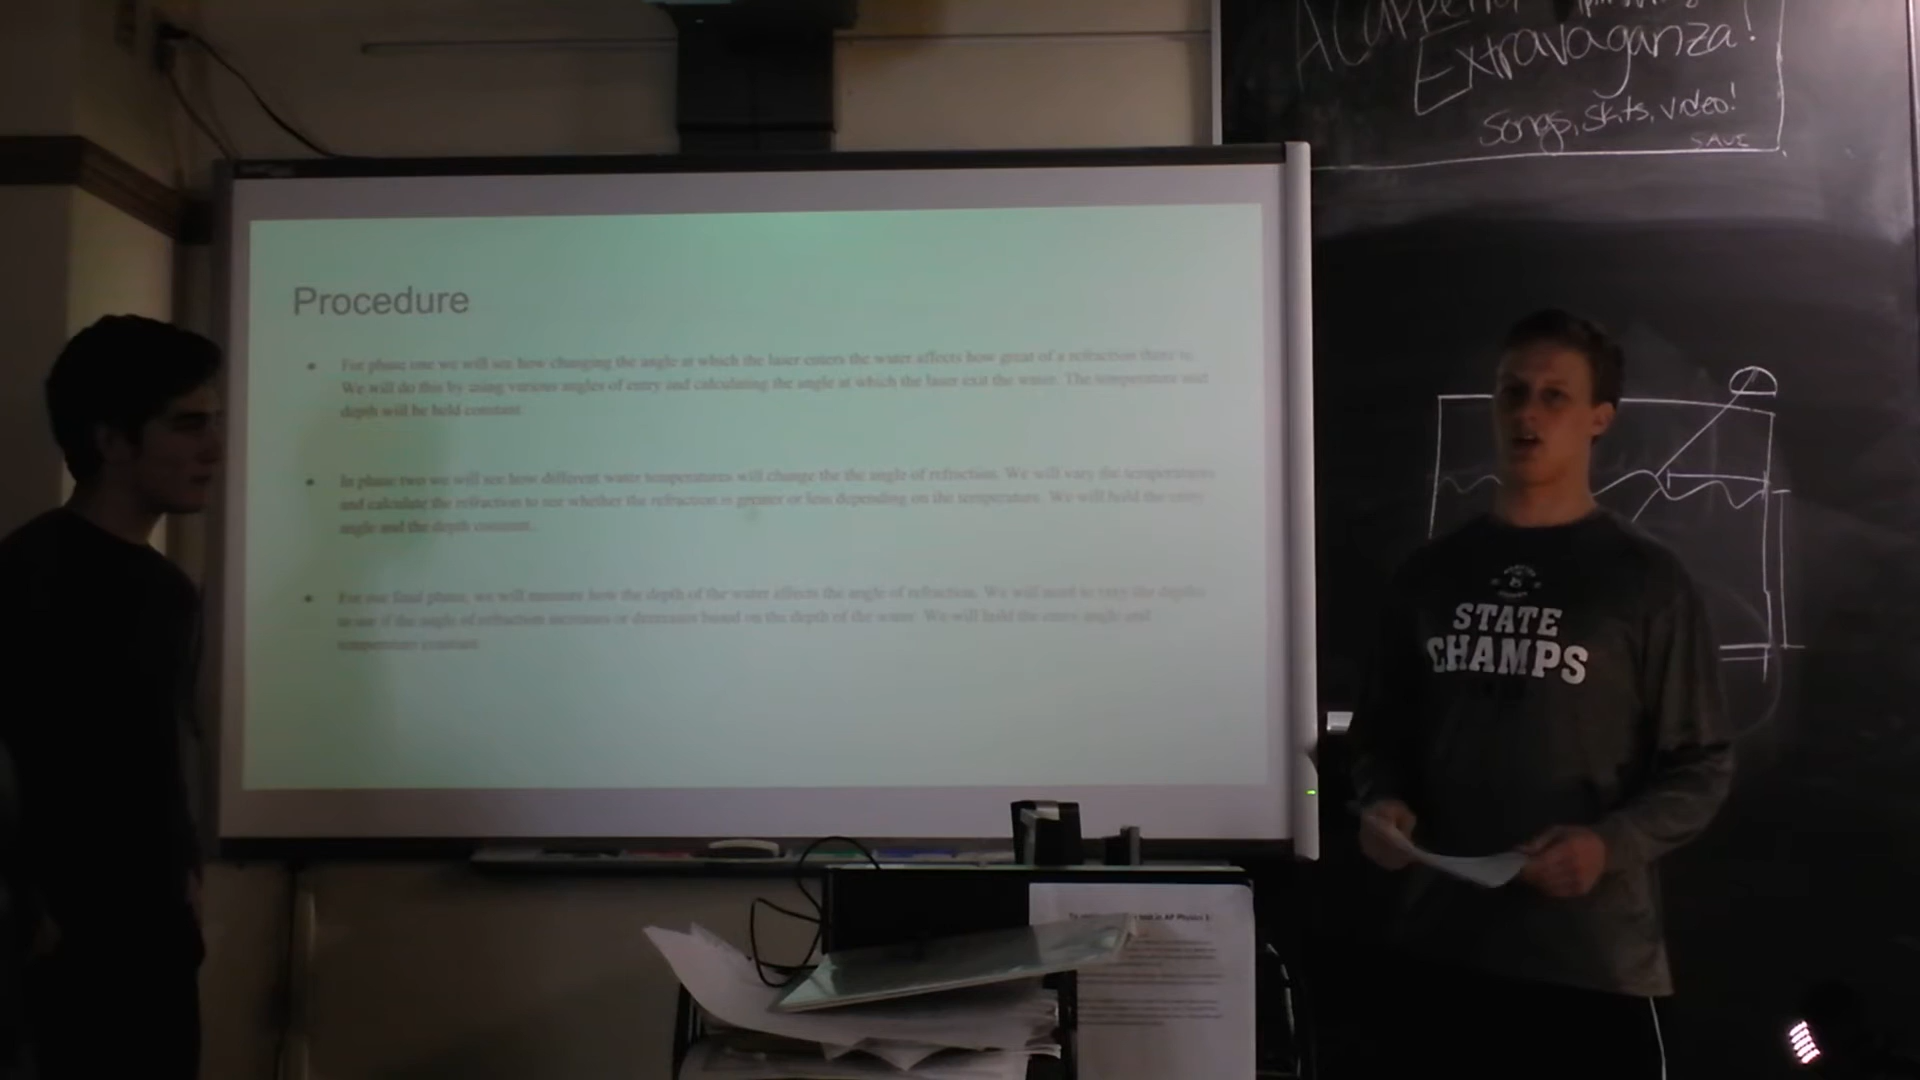 ACappella
Extravaganza!
Songs, skits, video!
SAVE
Procedure
For phase one we will see how changing the angle at which the laser enters the water affects how great of a refraction there is.
We will do this by using various angles of entry and calculating the angle at which the laser exit the water. The temperature and
depth will be held constant.
In phase two we will see how different water temperatures will change the the angle of refraction. We will vary the temperatures
and calculate the refraction to see whether the refraction is greater or less depending on the temperature. We will hold the entry
angle and the depth constant.
For our final phase, we will measure how the depth of the water affects the angle of refraction. We will need to vary the depths
to see if the angle of refraction increases or decreases based on the depth of the water. We will hold the entry angle and
temperature constant.
STATE
CHAMPS
in AP Physics